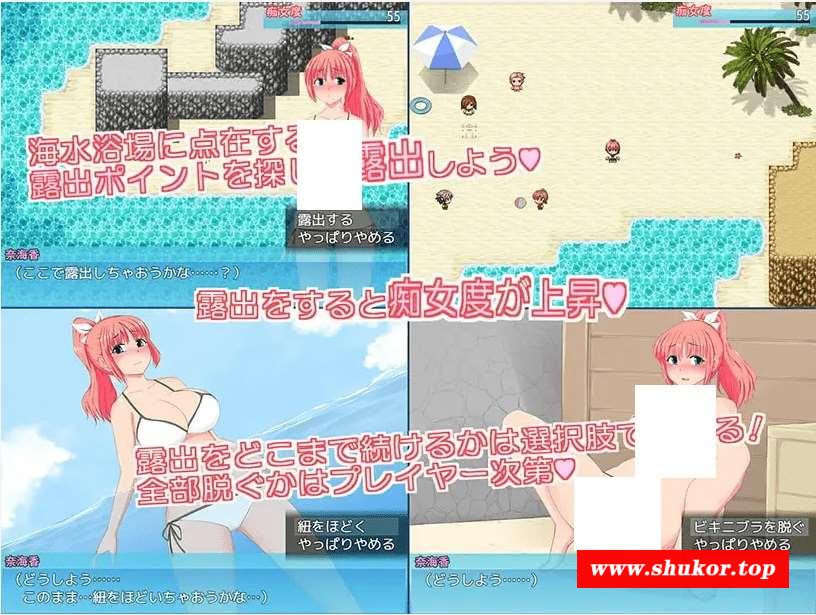 痴女度
55
痴女度
55
海水浴場に点在する
露出ポイントを探し
露出しよう♡
露出する
やっぱりやめる
奈海香
(ここで露出しちゃおうかな……?)
露出をすると痴女度が上昇♡
露出をどこまで続けるかは選択肢で
る!
全部脱ぐかはプレイヤー次第♡
紐をほどく
やっぱりやめる
奈海香
(どうしよう……
このまま…紐をほどいちゃおうかな…)
ビキニブラを脱ぐ
やっぱりやめる
奈海香
(どうしよう……)
www.shukor.top